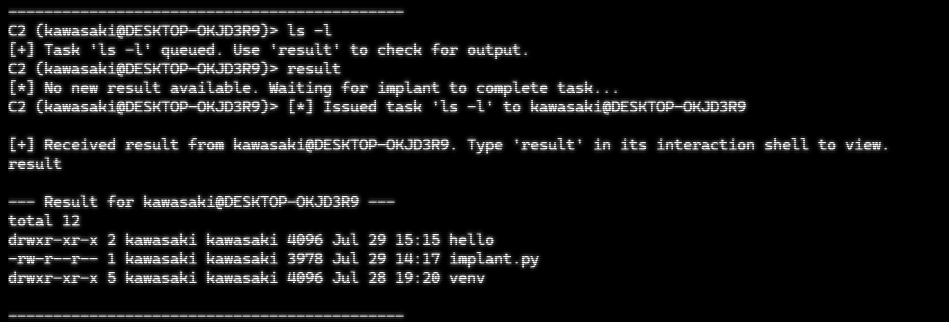 --------------------------------------------
C2 (kawasaki@DESKTOP-OKJD3R9)> ls -l
[+] Task 'ls -l' queued. Use 'result' to check for output.
C2 (kawasaki@DESKTOP-OKJD3R9)> result
[*] No new result available. Waiting for implant to complete task...
C2 (kawasaki@DESKTOP-OKJD3R9)> [*] Issued task 'ls -l' to kawasaki@DESKTOP-OKJD3R9
[+] Received result from kawasaki@DESKTOP-OKJD3R9. Type 'result' in its interaction shell to view.
result
--- Result for kawasaki@DESKTOP-OKJD3R9 ---
total 12
drwxr-xr-x 2 kawasaki kawasaki 4096 Jul 29 15:15 hello
-rw-r--r-- 1 kawasaki kawasaki 3978 Jul 29 14:17 implant.py
drwxr-xr-x 5 kawasaki kawasaki 4096 Jul 28 19:20 venv
--------------------------------------------